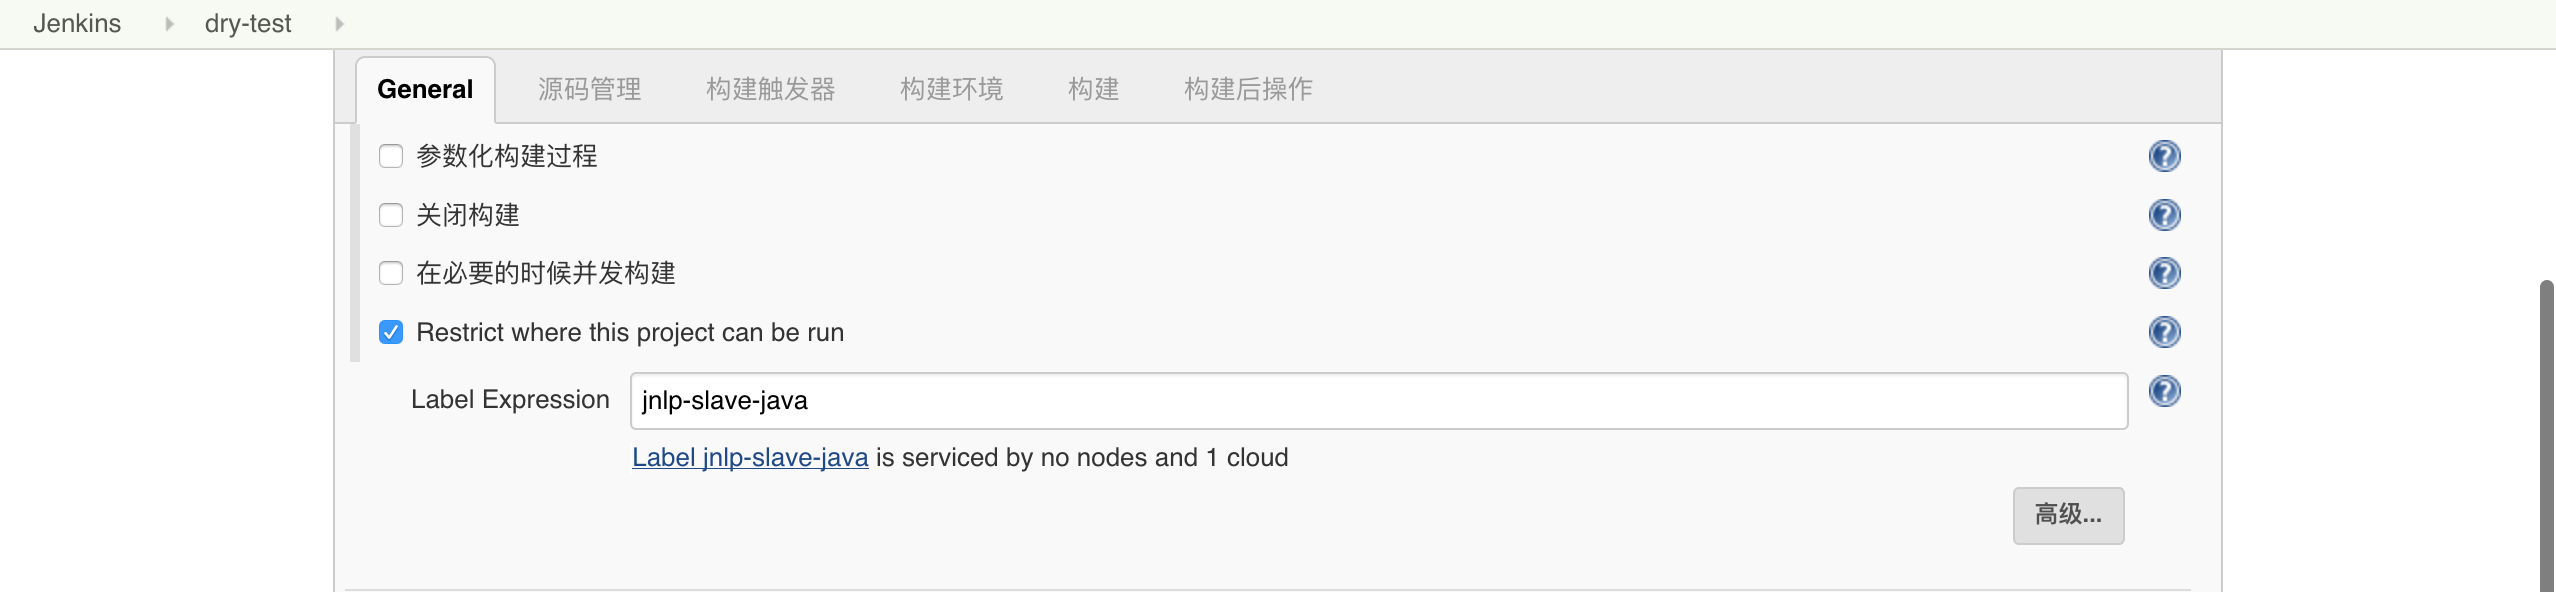 Jenkins dry-test
General 源码管理 构建触发器 构建环境 构建 构建后操作
参数化构建过程
关闭构建
在必要的时候并发构建
Restrict where this project can be run
Label Expression jnlp-slave-java
Label jnlp-slave-java is serviced by no nodes and 1 cloud
高级...